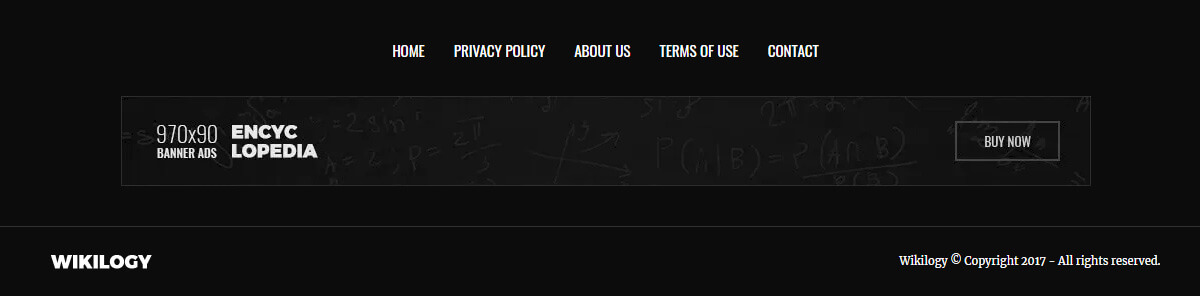 HOME PRIVACY POLICY ABOUT US TERMS OF USE CONTACT
970x90 ENCYC
BANNER ADS LOPEDIA
BUY NOW
WIKILOGY
Wikilogy © Copyright 2017 - All rights reserved.